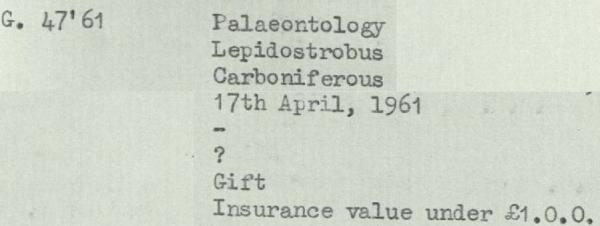 G. 47'61 Palaeontology
Lepidostrobus
Carboniferous
17th April, 1961
-
?
Gift
Insurance value under £1.0.0.